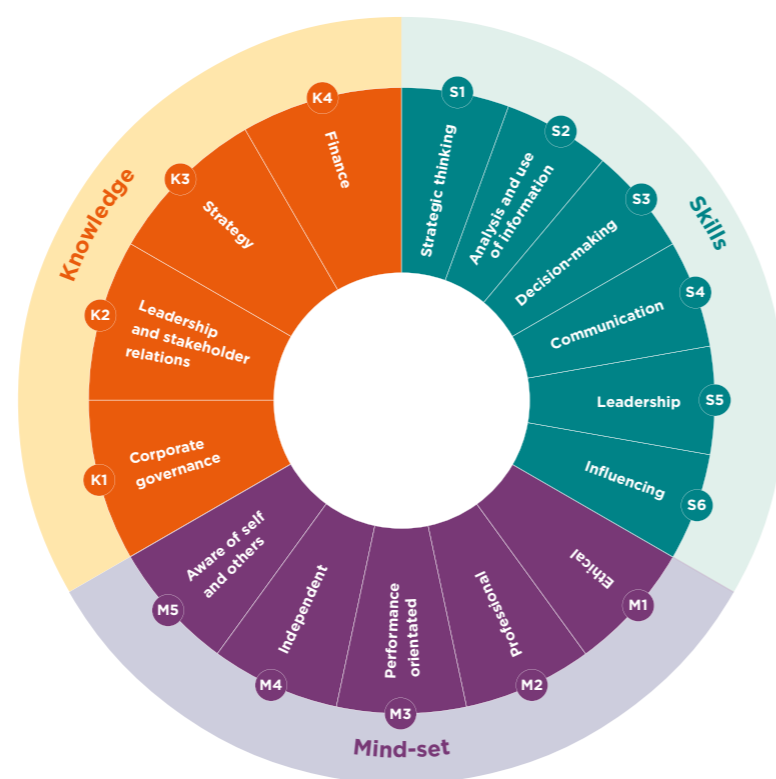 Knowledge
K1
Corporate
governance
K2
Leadership
and stakeholder
relations
K3
Strategy
K4
Finance
Skills
S1
Strategic thinking
S2
Analysis and use
of information
S3
Decision-making
S4
Communication
S5
Leadership
S6
Influencing
Mind-set
M1
Ethical
M2
Professional
M3
Performance
orientated
M4
Independent
M5
Aware of self
and others